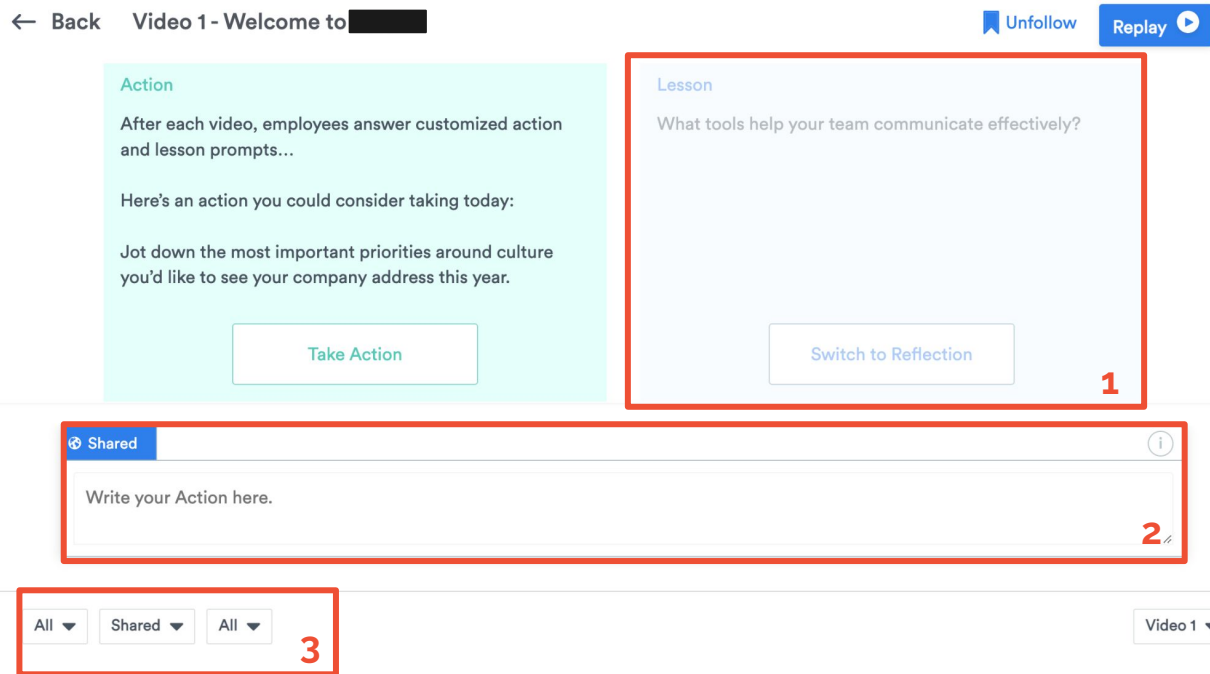 Back Video 1 - Welcome to
Unfollow
Replay
Action
After each video, employees answer customized action
and lesson prompts…
Here's an action you could consider taking today:
Jot down the most important priorities around culture
you'd like to see your company address this year.
Take Action
Lesson
What tools help your team communicate effectively?
Switch to Reflection
1
Shared
i
Write your Action here.
2
All Shared All
3
Video 1